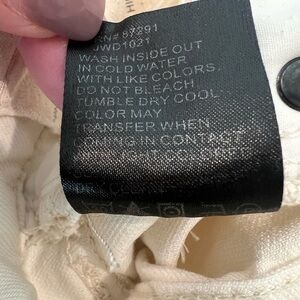 RN# 87291
JWD1021
WASH INSIDE OUT
IN COLD WATER
WITH LIKE COLORS.
DO NOT BLEACH
TUMBLE DRY COOL
COLOR MAY
TRANSFER WHEN
COMING IN CONTACT